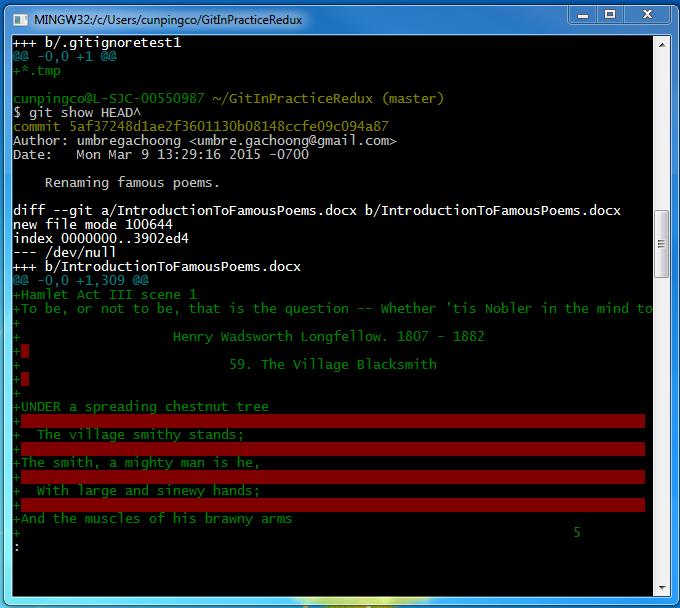 MINGW32:/c/Users/cunpingco/GitInPracticeRedux
+++ b/.gitignoretest1
@@ -0,0 +1 @@
+*.tmp
cunpingco@L-SJC-00550987 ~/GitInPracticeRedux (master)
$ git show HEAD^
commit 5af37248d1ae2f3601130b08148ccfe09c094a87
Author: umbregachoong <umbre.gachoong@gmail.com>
Date:   Mon Mar 9 13:29:16 2015 -0700
    Renaming famous poems.
diff --git a/IntroductionToFamousPoems.docx b/IntroductionToFamousPoems.docx
new file mode 100644
index 0000000..3902ed4
--- /dev/null
+++ b/IntroductionToFamousPoems.docx
@@ -0,0 +1,309 @@
+Hamlet Act III scene 1
+To be, or not to be, that is the question -- Whether 'tis Nobler in the mind to
+
+                   Henry Wadsworth Longfellow. 1807 - 1882
+
+                          59. The Village Blacksmith
+
+
+UNDER a spreading chestnut tree
+
+  The village smithy stands;
+
+The smith, a mighty man is he,
+
+  With large and sinewy hands;
+
+And the muscles of his brawny arms
+                                                                     5
: